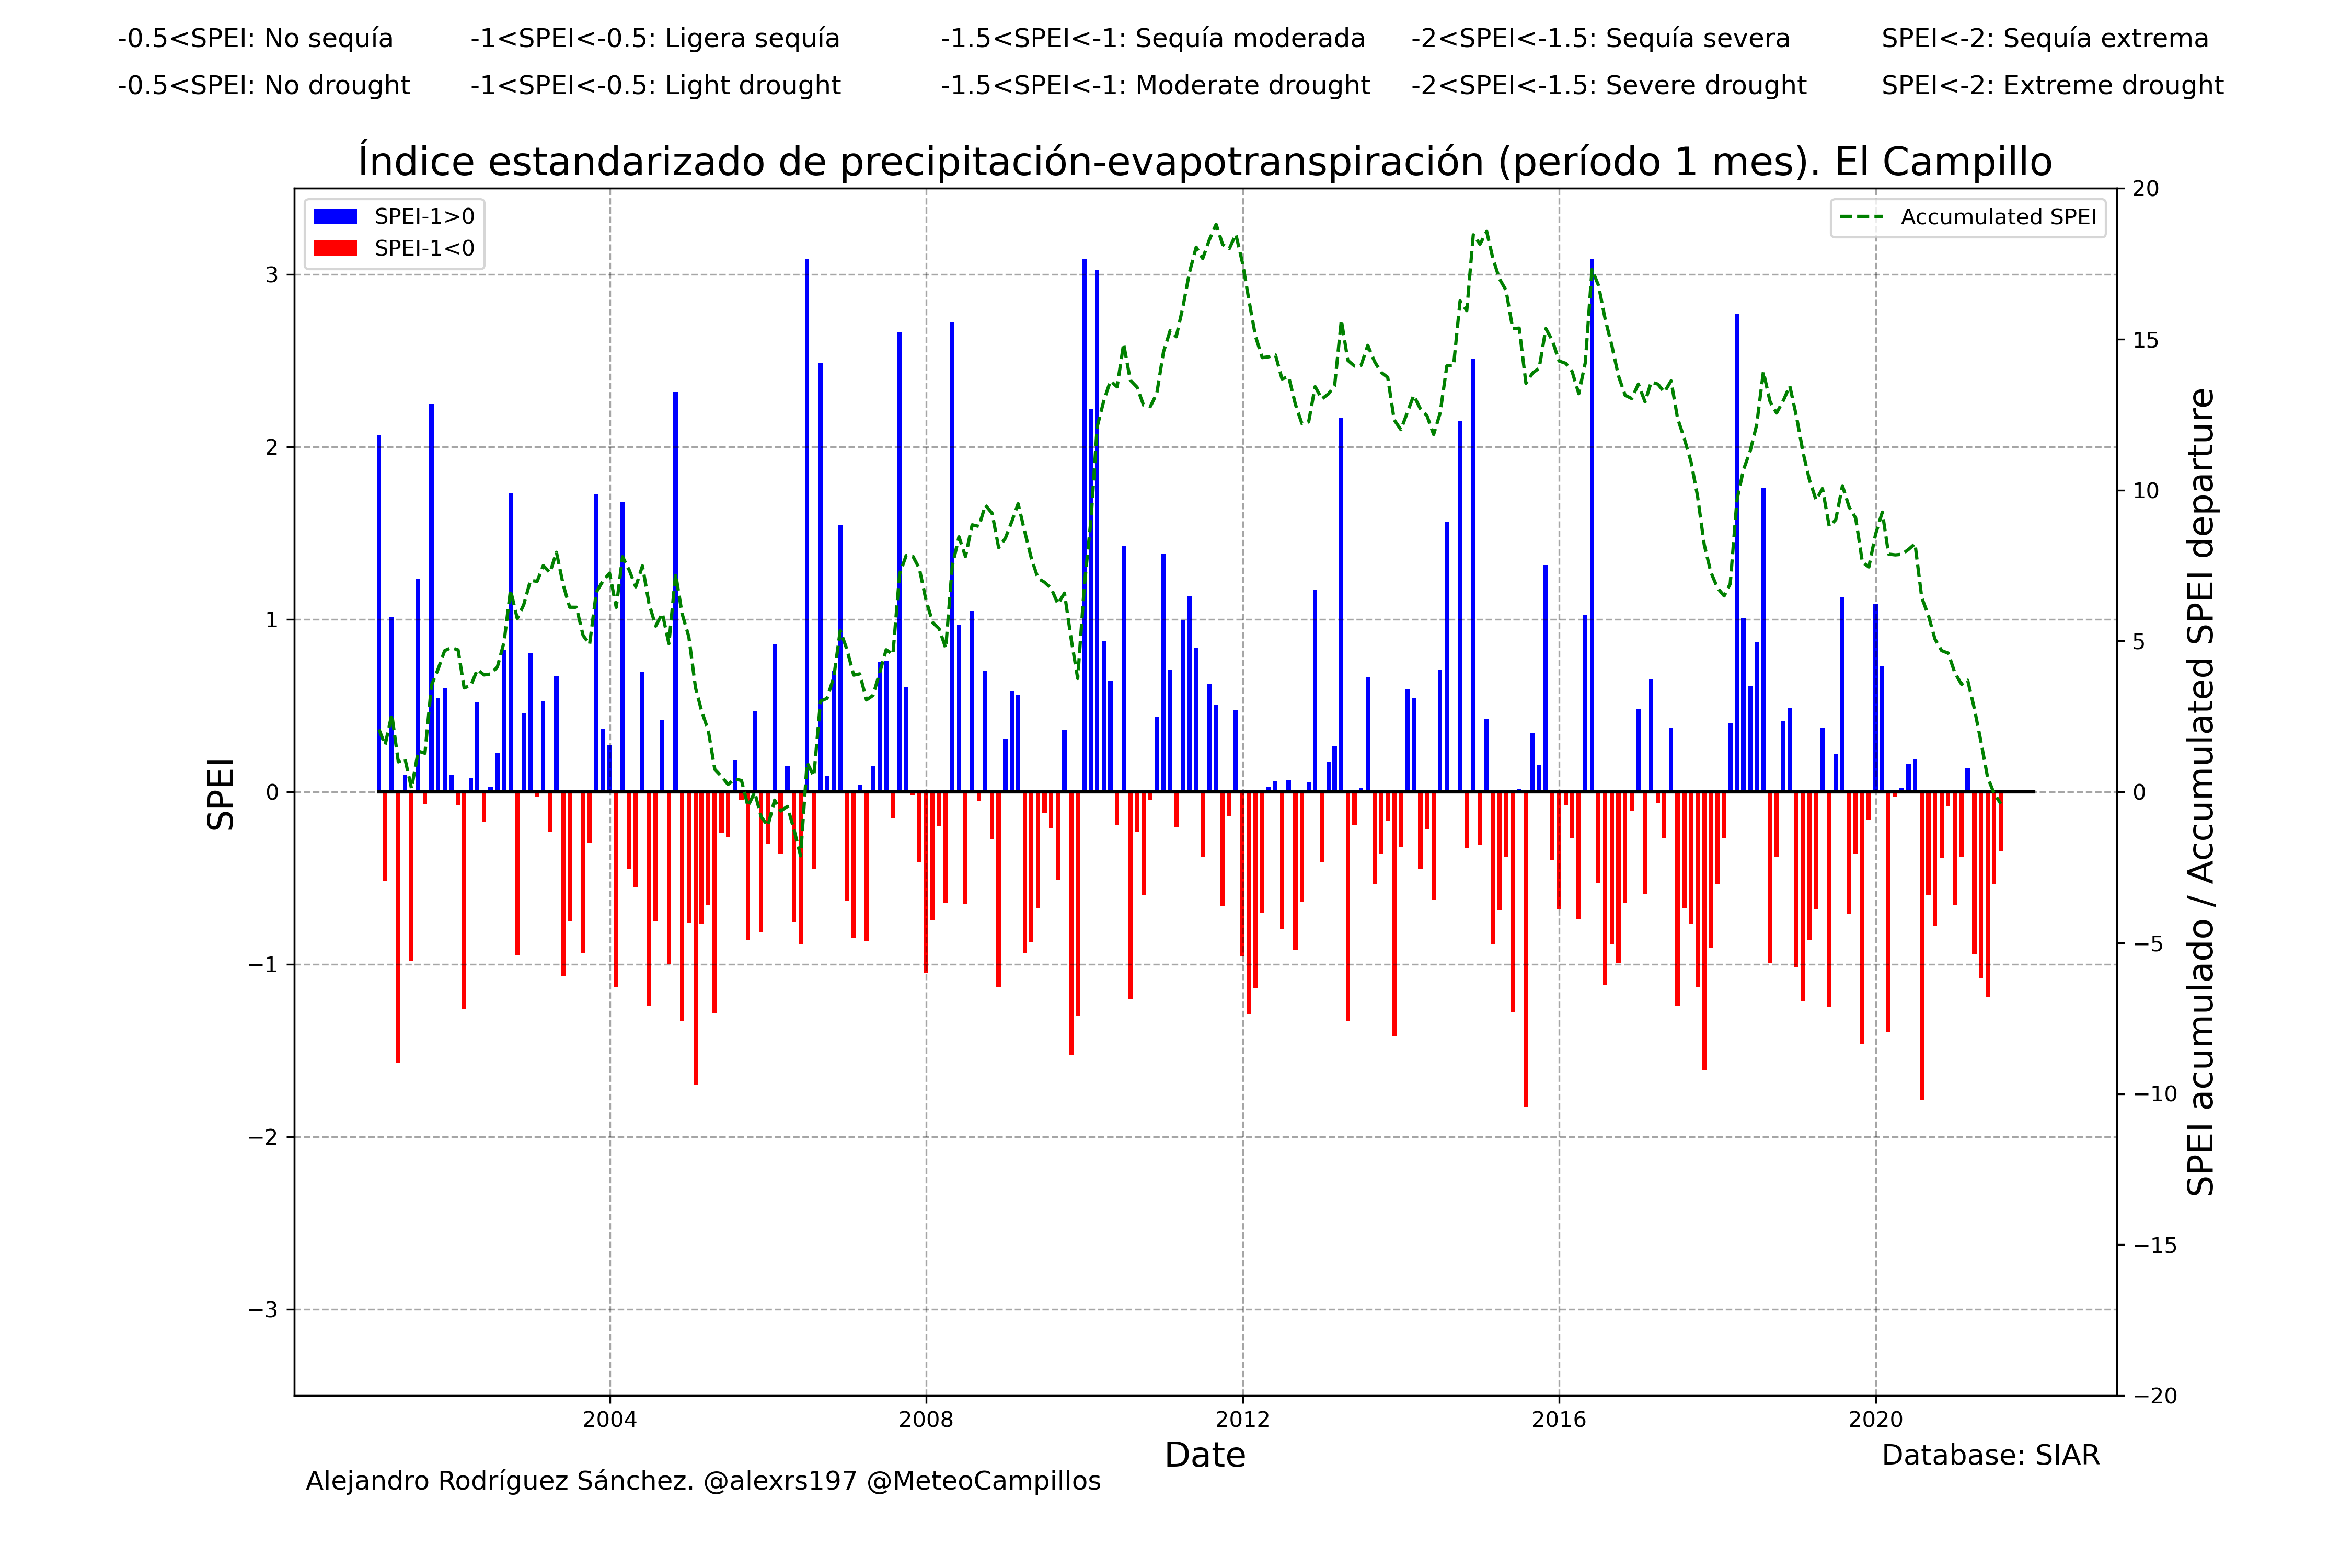 -0.5<SPEI: No sequía -1<SPEI<-0.5: Ligera sequía -1.5<SPEI<-1: Sequía moderada -2<SPEI<-1.5: Sequía severa SPEI<-2: Sequía extrema
-0.5<SPEI: No drought -1<SPEI<-0.5: Light drought -1.5<SPEI<-1: Moderate drought -2<SPEI<-1.5: Severe drought SPEI<-2: Extreme drought
Índice estandarizado de precipitación-evapotranspiración (período 1 mes). El Campillo
SPEI-1>0
SPEI-1<0
Accumulated SPEI
SPEI
3
2
1
0
−1
−2
−3
20
15
10
5
0
−5
−10
−15
−20
SPEI acumulado / Accumulated SPEI departure
2004 2008 2012 2016 2020
Date
Database: SIAR
Alejandro Rodríguez Sánchez. @alexrs197 @MeteoCampillos